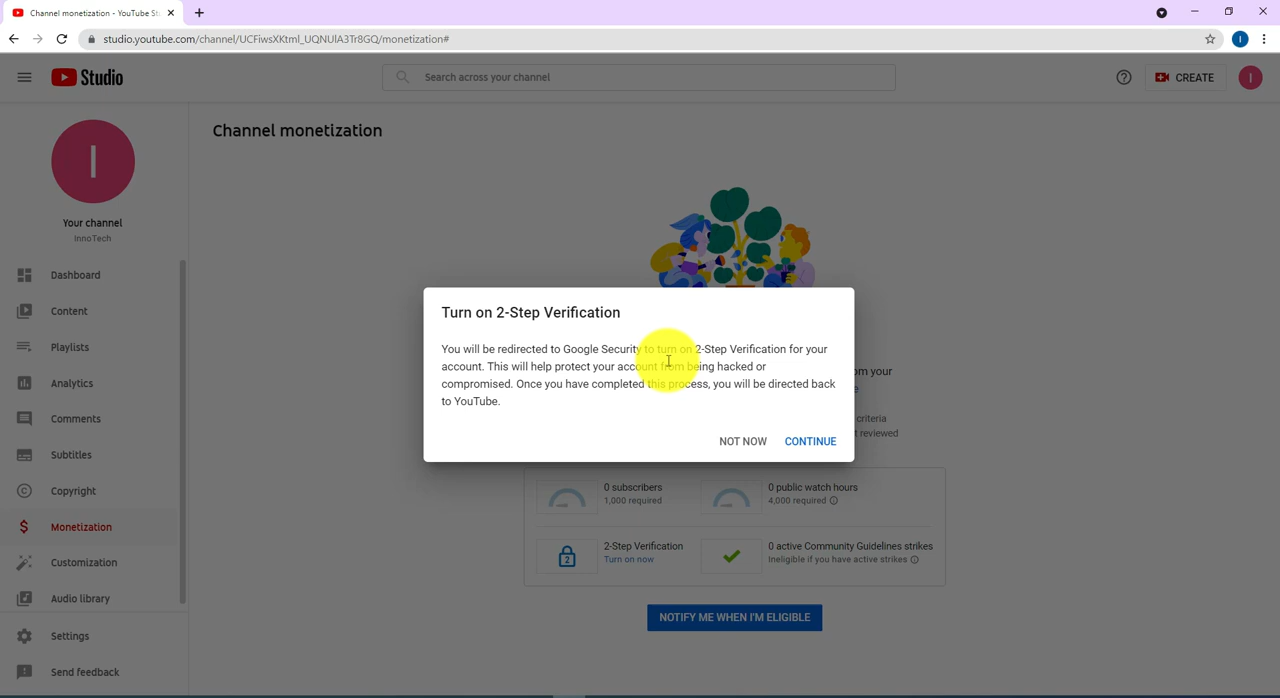 Channel monetization - YouTube St
studio.youtube.com/channel/UCFiwsXKtml_UQNUlA3Tr8GQ/monetization#
I
Studio
Search across your channel
CREATE
I
I
Your channel
InnoTech
Dashboard
Content
Playlists
Analytics
Comments
Subtitles
Copyright
Monetization
Customization
Audio library
Settings
Send feedback
Channel monetization
Turn on 2-Step Verification
You will be redirected to Google Security to turn on 2-Step Verification for your
account. This will help protect your account from being hacked or
compromised. Once you have completed this process, you will be directed back
to YouTube.
NOT NOW CONTINUE
om your
e
criteria
t reviewed
0 subscribers
1,000 required
0 public watch hours
4,000 required
2
2-Step Verification
Turn on now
0 active Community Guidelines strikes
Ineligible if you have active strikes
NOTIFY ME WHEN I'M ELIGIBLE